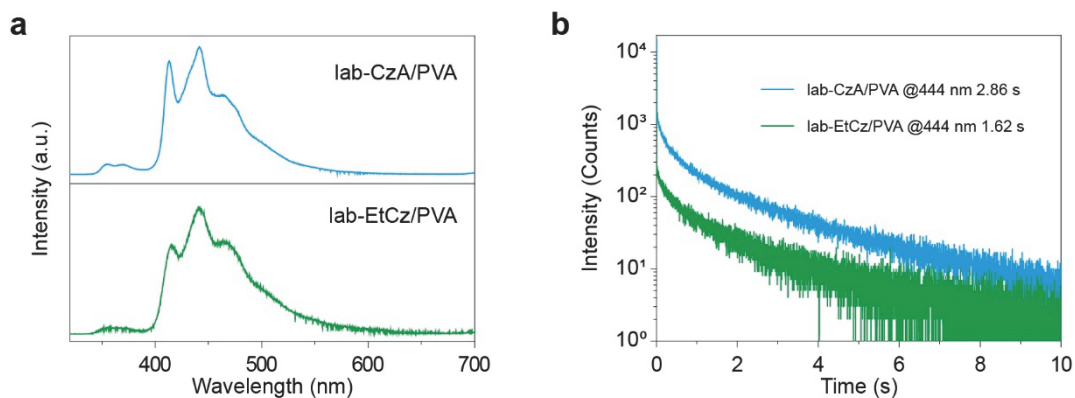 a
Intensity (a.u.)
lab-CzA/PVA
lab-EtCz/PVA
400 500 600 700
Wavelength (nm)
b
Intensity (Counts)
10⁴
10³
10²
10¹
10⁰
lab-CzA/PVA @444 nm 2.86 s
lab-EtCz/PVA @444 nm 1.62 s
0 2 4 6 8 10
Time (s)